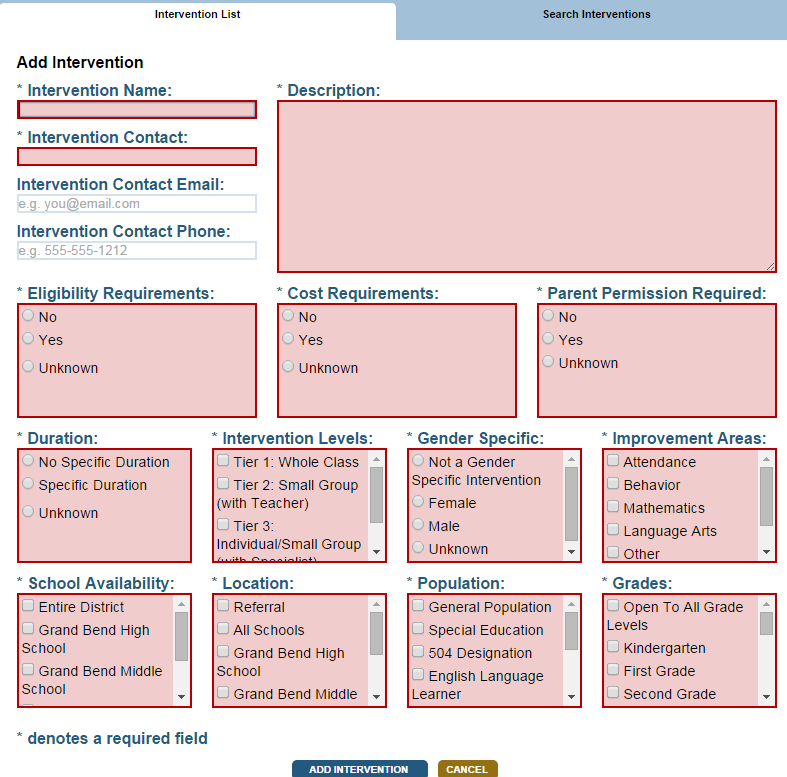 Intervention List
Search Interventions
Add Intervention
* Intervention Name:
* Description:
* Intervention Contact:
Intervention Contact Email:
e.g. you@email.com
Intervention Contact Phone:
e.g. 555-555-1212
* Eligibility Requirements:
No
Yes
Unknown
* Cost Requirements:
No
Yes
Unknown
* Parent Permission Required:
No
Yes
Unknown
* Duration:
No Specific Duration
Specific Duration
Unknown
* Intervention Levels:
Tier 1: Whole Class
Tier 2: Small Group
(with Teacher)
Tier 3:
Individual/Small Group
(with Specialist)
* Gender Specific:
Not a Gender
Specific Intervention
Female
Male
Unknown
* Improvement Areas:
Attendance
Behavior
Mathematics
Language Arts
Other
* School Availability:
Entire District
Grand Bend High
School
Grand Bend Middle
School
* Location:
Referral
All Schools
Grand Bend High
School
Grand Bend Middle
* Population:
General Population
Special Education
504 Designation
English Language
Learner
* Grades:
Open To All Grade
Levels
Kindergarten
First Grade
Second Grade
* denotes a required field
ADD INTERVENTION
CANCEL